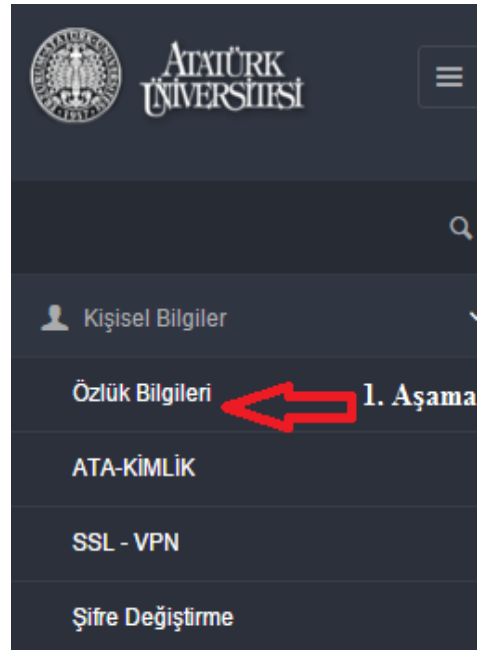 ATATÜRK
ÜNİVERSİTESİ
Kişisel Bilgiler
Özlük Bilgileri
1. Aşama
ATA-KİMLİK
SSL - VPN
Şifre Değiştirme